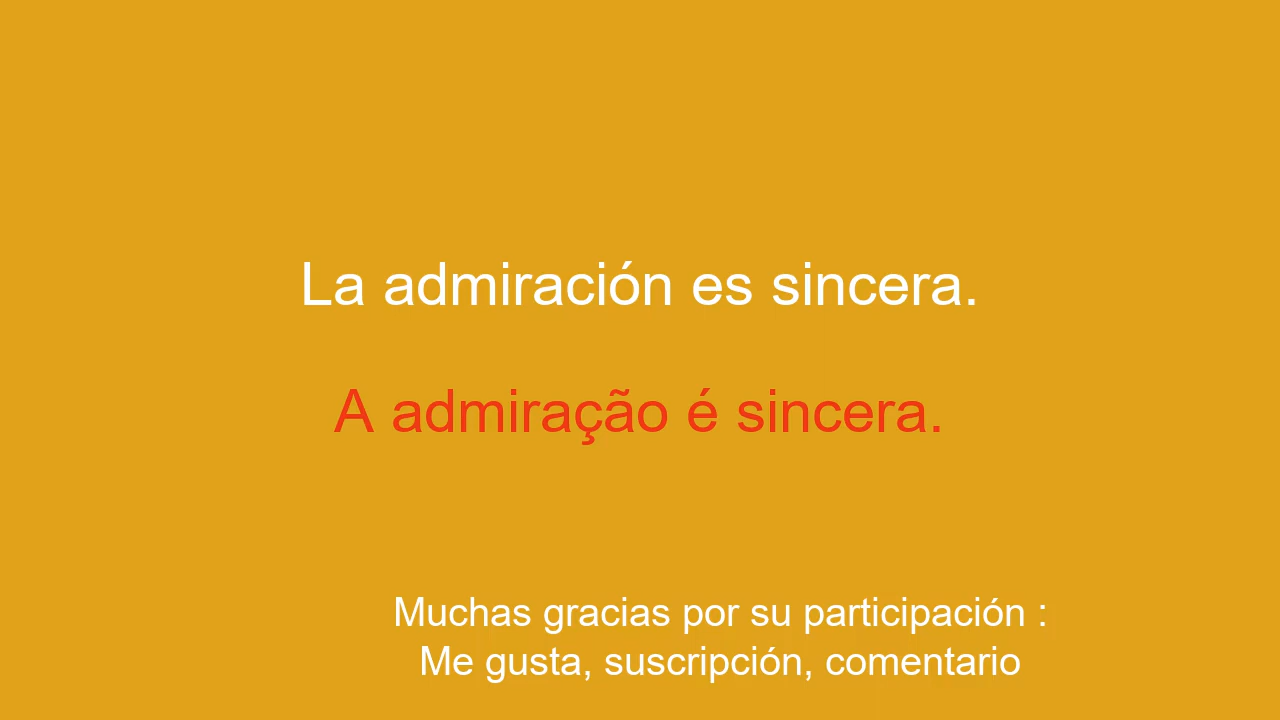 La admiración es sincera.
A admiração é sincera.
Muchas gracias por su participación :
Me gusta, suscripción, comentario